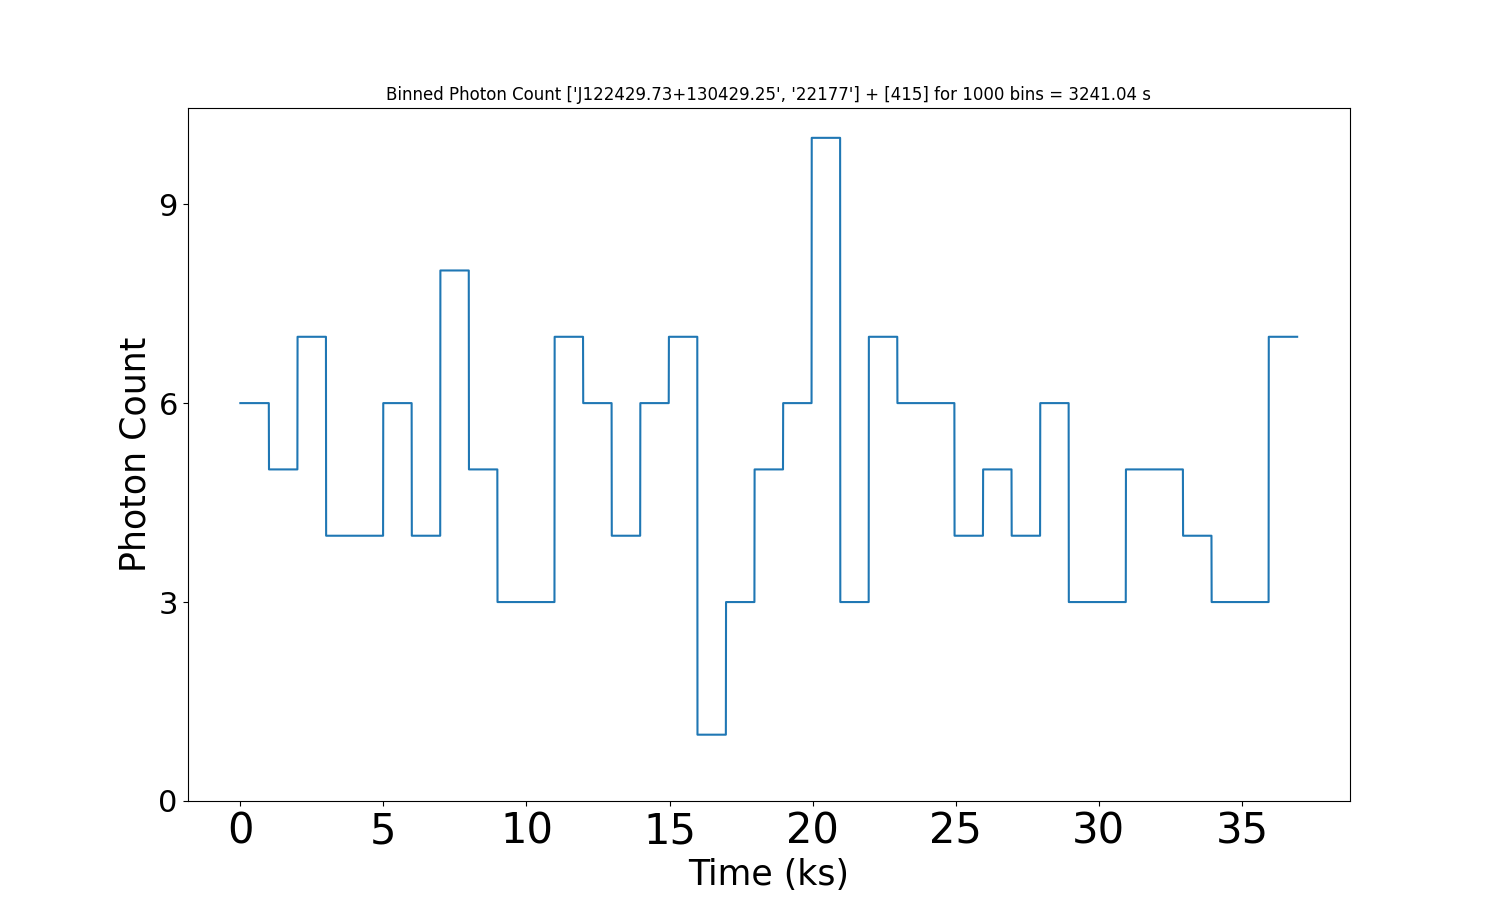 Binned Photon Count ['J122429.73+130429.25', '22177'] + [415] for 1000 bins = 3241.04 s
Photon Count
9
6
3
0
0 5 10 15 20 25 30 35
Time (ks)